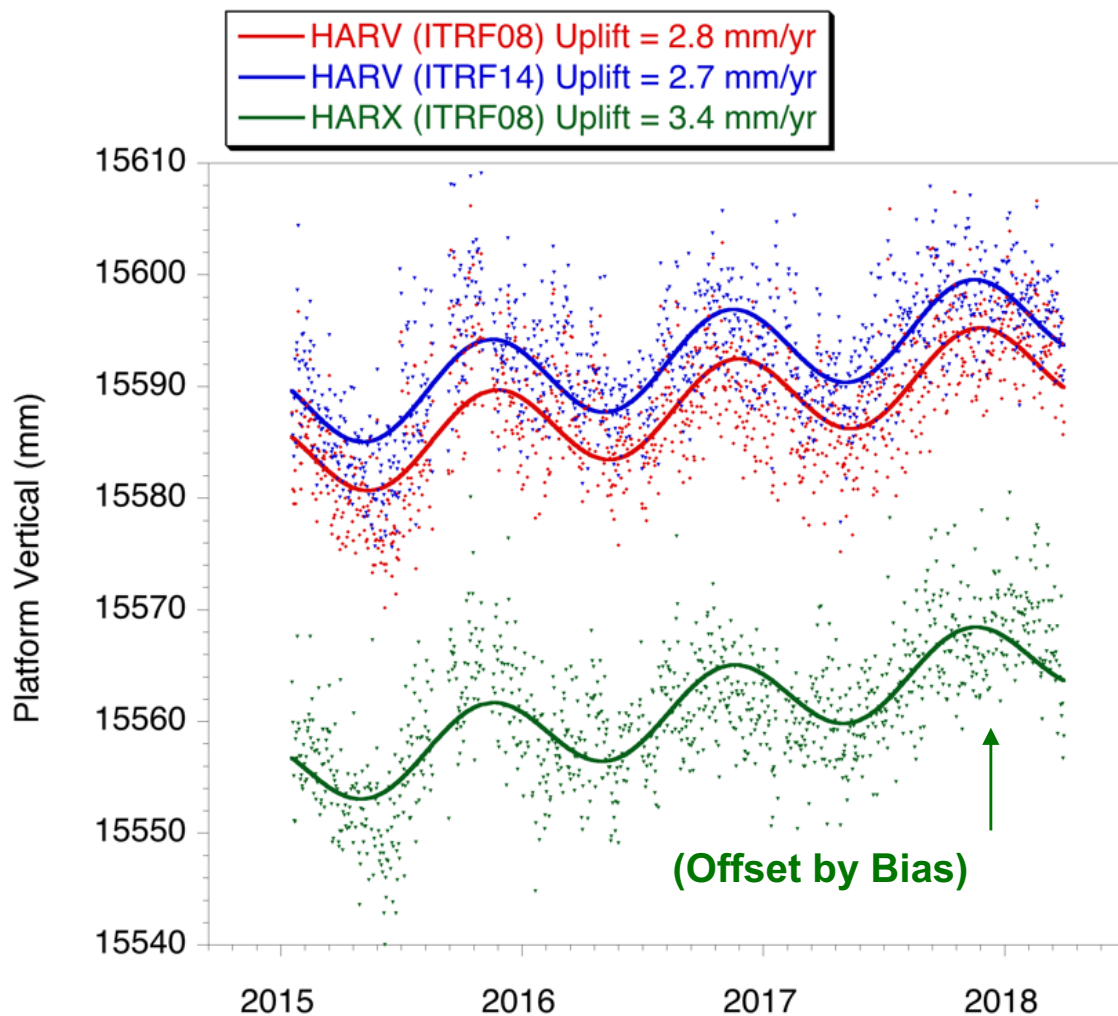 HARV (ITRF08) Uplift = 2.8 mm/yr
HARV (ITRF14) Uplift = 2.7 mm/yr
HARX (ITRF08) Uplift = 3.4 mm/yr
Platform Vertical (mm)
15610
15600
15590
15580
15570
15560
15550
15540
(Offset by Bias)
2015 2016 2017 2018